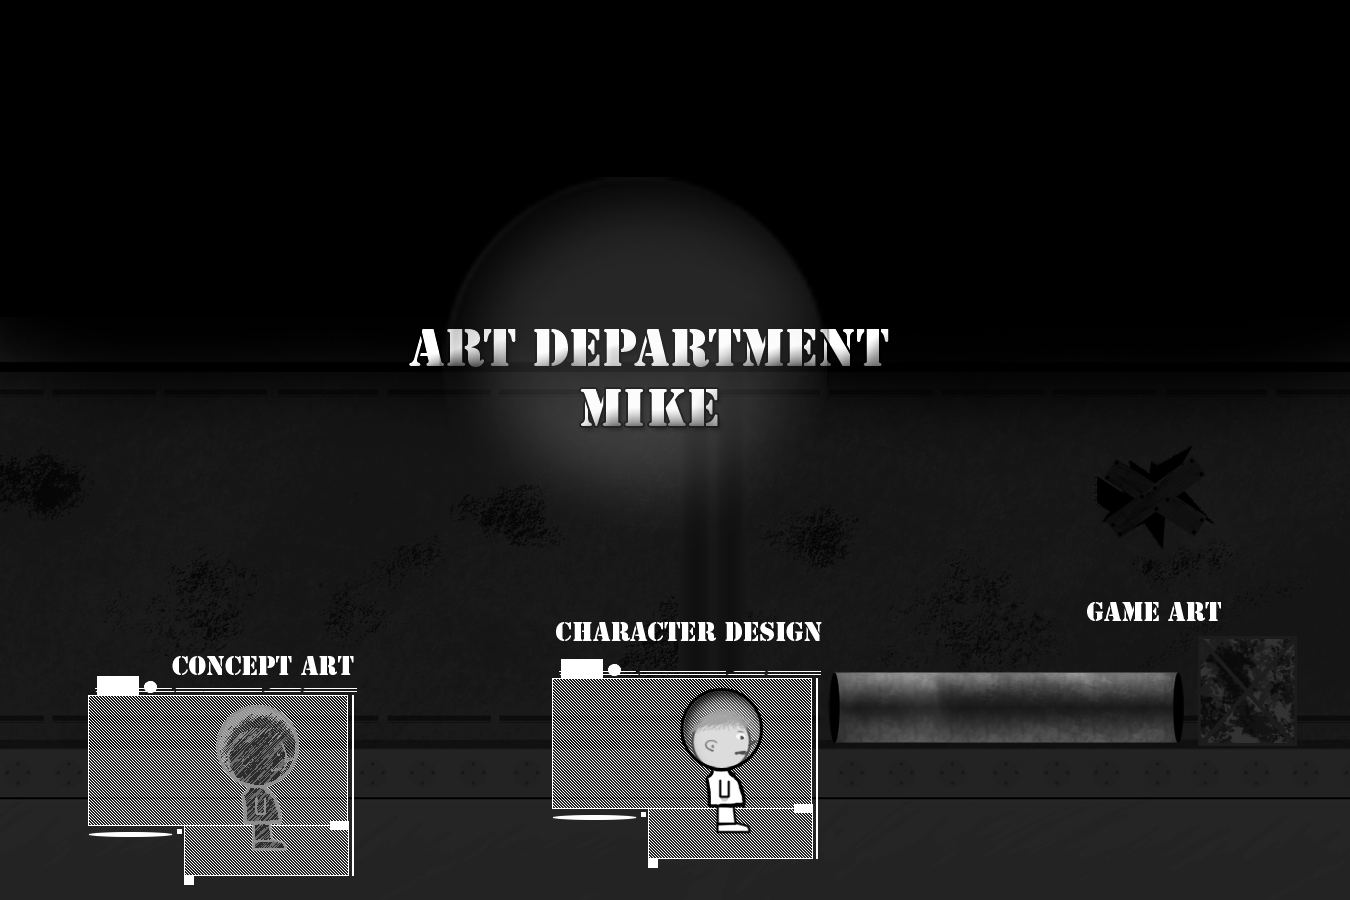 ART DEPARTMENT
MIKE
GAME ART
CHARACTER DESIGN
CONCEPT ART
U
U